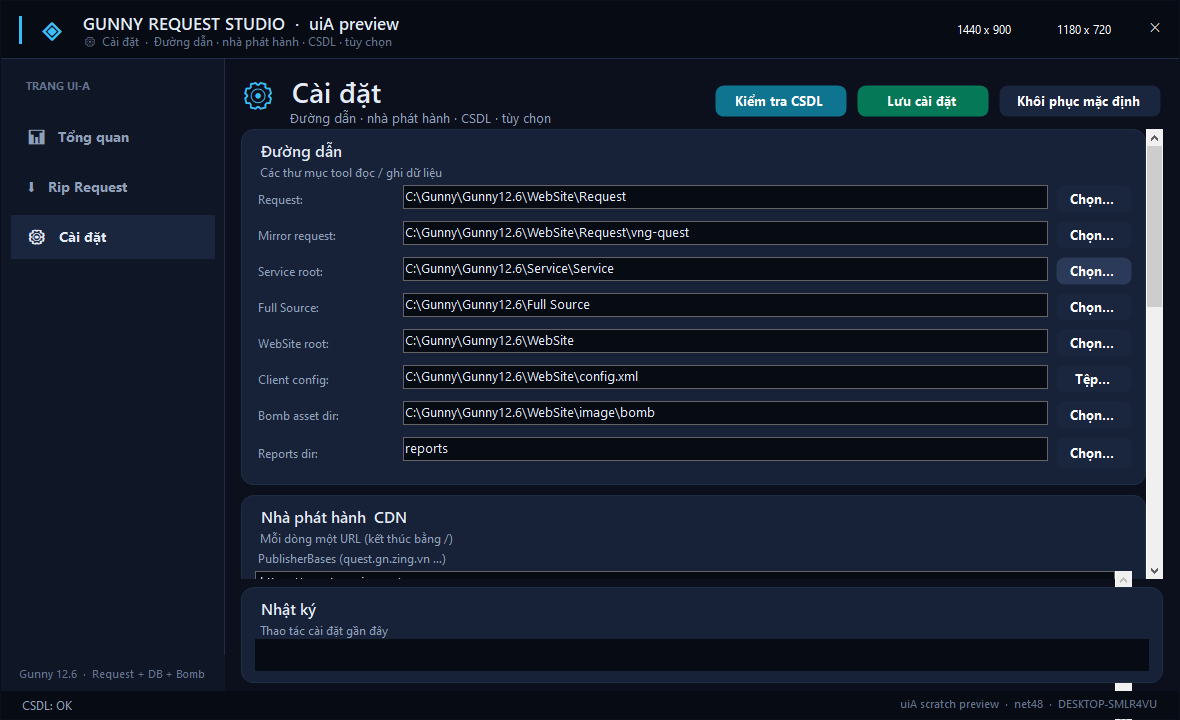 GUNNY REQUEST STUDIO · uiA preview
Cài đặt · Đường dẫn · nhà phát hành · CSDL · tùy chọn
1440 x 900
1180 x 720
TRANG UI-A
Tổng quan
Rip Request
Cài đặt
Cài đặt
Đường dẫn · nhà phát hành · CSDL · tùy chọn
Kiểm tra CSDL
Lưu cài đặt
Khôi phục mặc định
Đường dẫn
Các thư mục tool đọc / ghi dữ liệu
Request: C:\Gunny\Gunny12.6\WebSite\Request Chọn...
Mirror request: C:\Gunny\Gunny12.6\WebSite\Request\vng-quest Chọn...
Service root: C:\Gunny\Gunny12.6\Service\Service Chọn...
Full Source: C:\Gunny\Gunny12.6\Full Source Chọn...
WebSite root: C:\Gunny\Gunny12.6\WebSite Chọn...
Client config: C:\Gunny\Gunny12.6\WebSite\config.xml Tệp...
Bomb asset dir: C:\Gunny\Gunny12.6\WebSite\image\bomb Chọn...
Reports dir: reports Chọn...
Nhà phát hành CDN
Mỗi dòng một URL (kết thúc bằng /)
PublisherBases (quest.gn.zing.vn ...)
Nhật ký
Thao tác cài đặt gần đây
Gunny 12.6 · Request + DB + Bomb
CSDL: OK
uiA scratch preview · net48 · DESKTOP-SMLR4VU